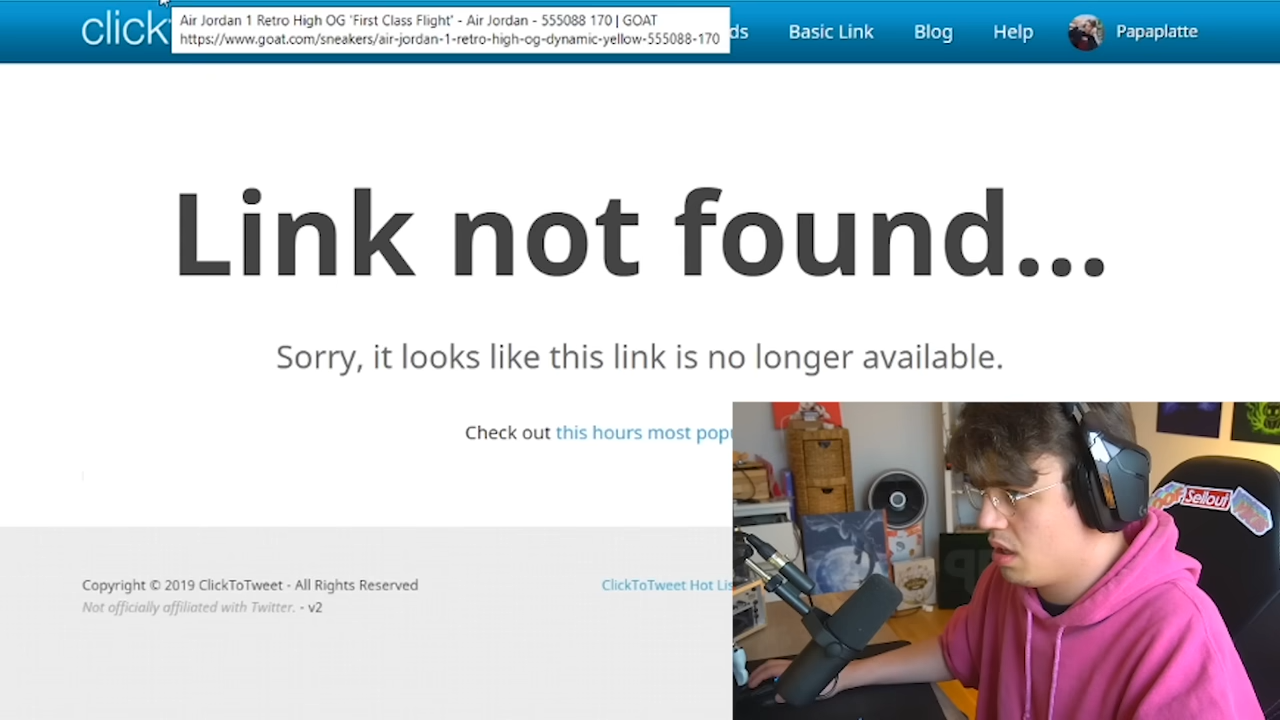 click
Air Jordan 1 Retro High OG 'First Class Flight' - Air Jordan - 555088 170 | GOAT
https://www.goat.com/sneakers/air-jordan-1-retro-high-og-dynamic-yellow-555088-170
ds Basic Link Blog Help Papaplatte
Link not found...
Sorry, it looks like this link is no longer available.
Check out this hours most popu
Sellout
Copyright © 2019 ClickToTweet - All Rights Reserved
ClickToTweet Hot Lis
Not officially affiliated with Twitter. - v2